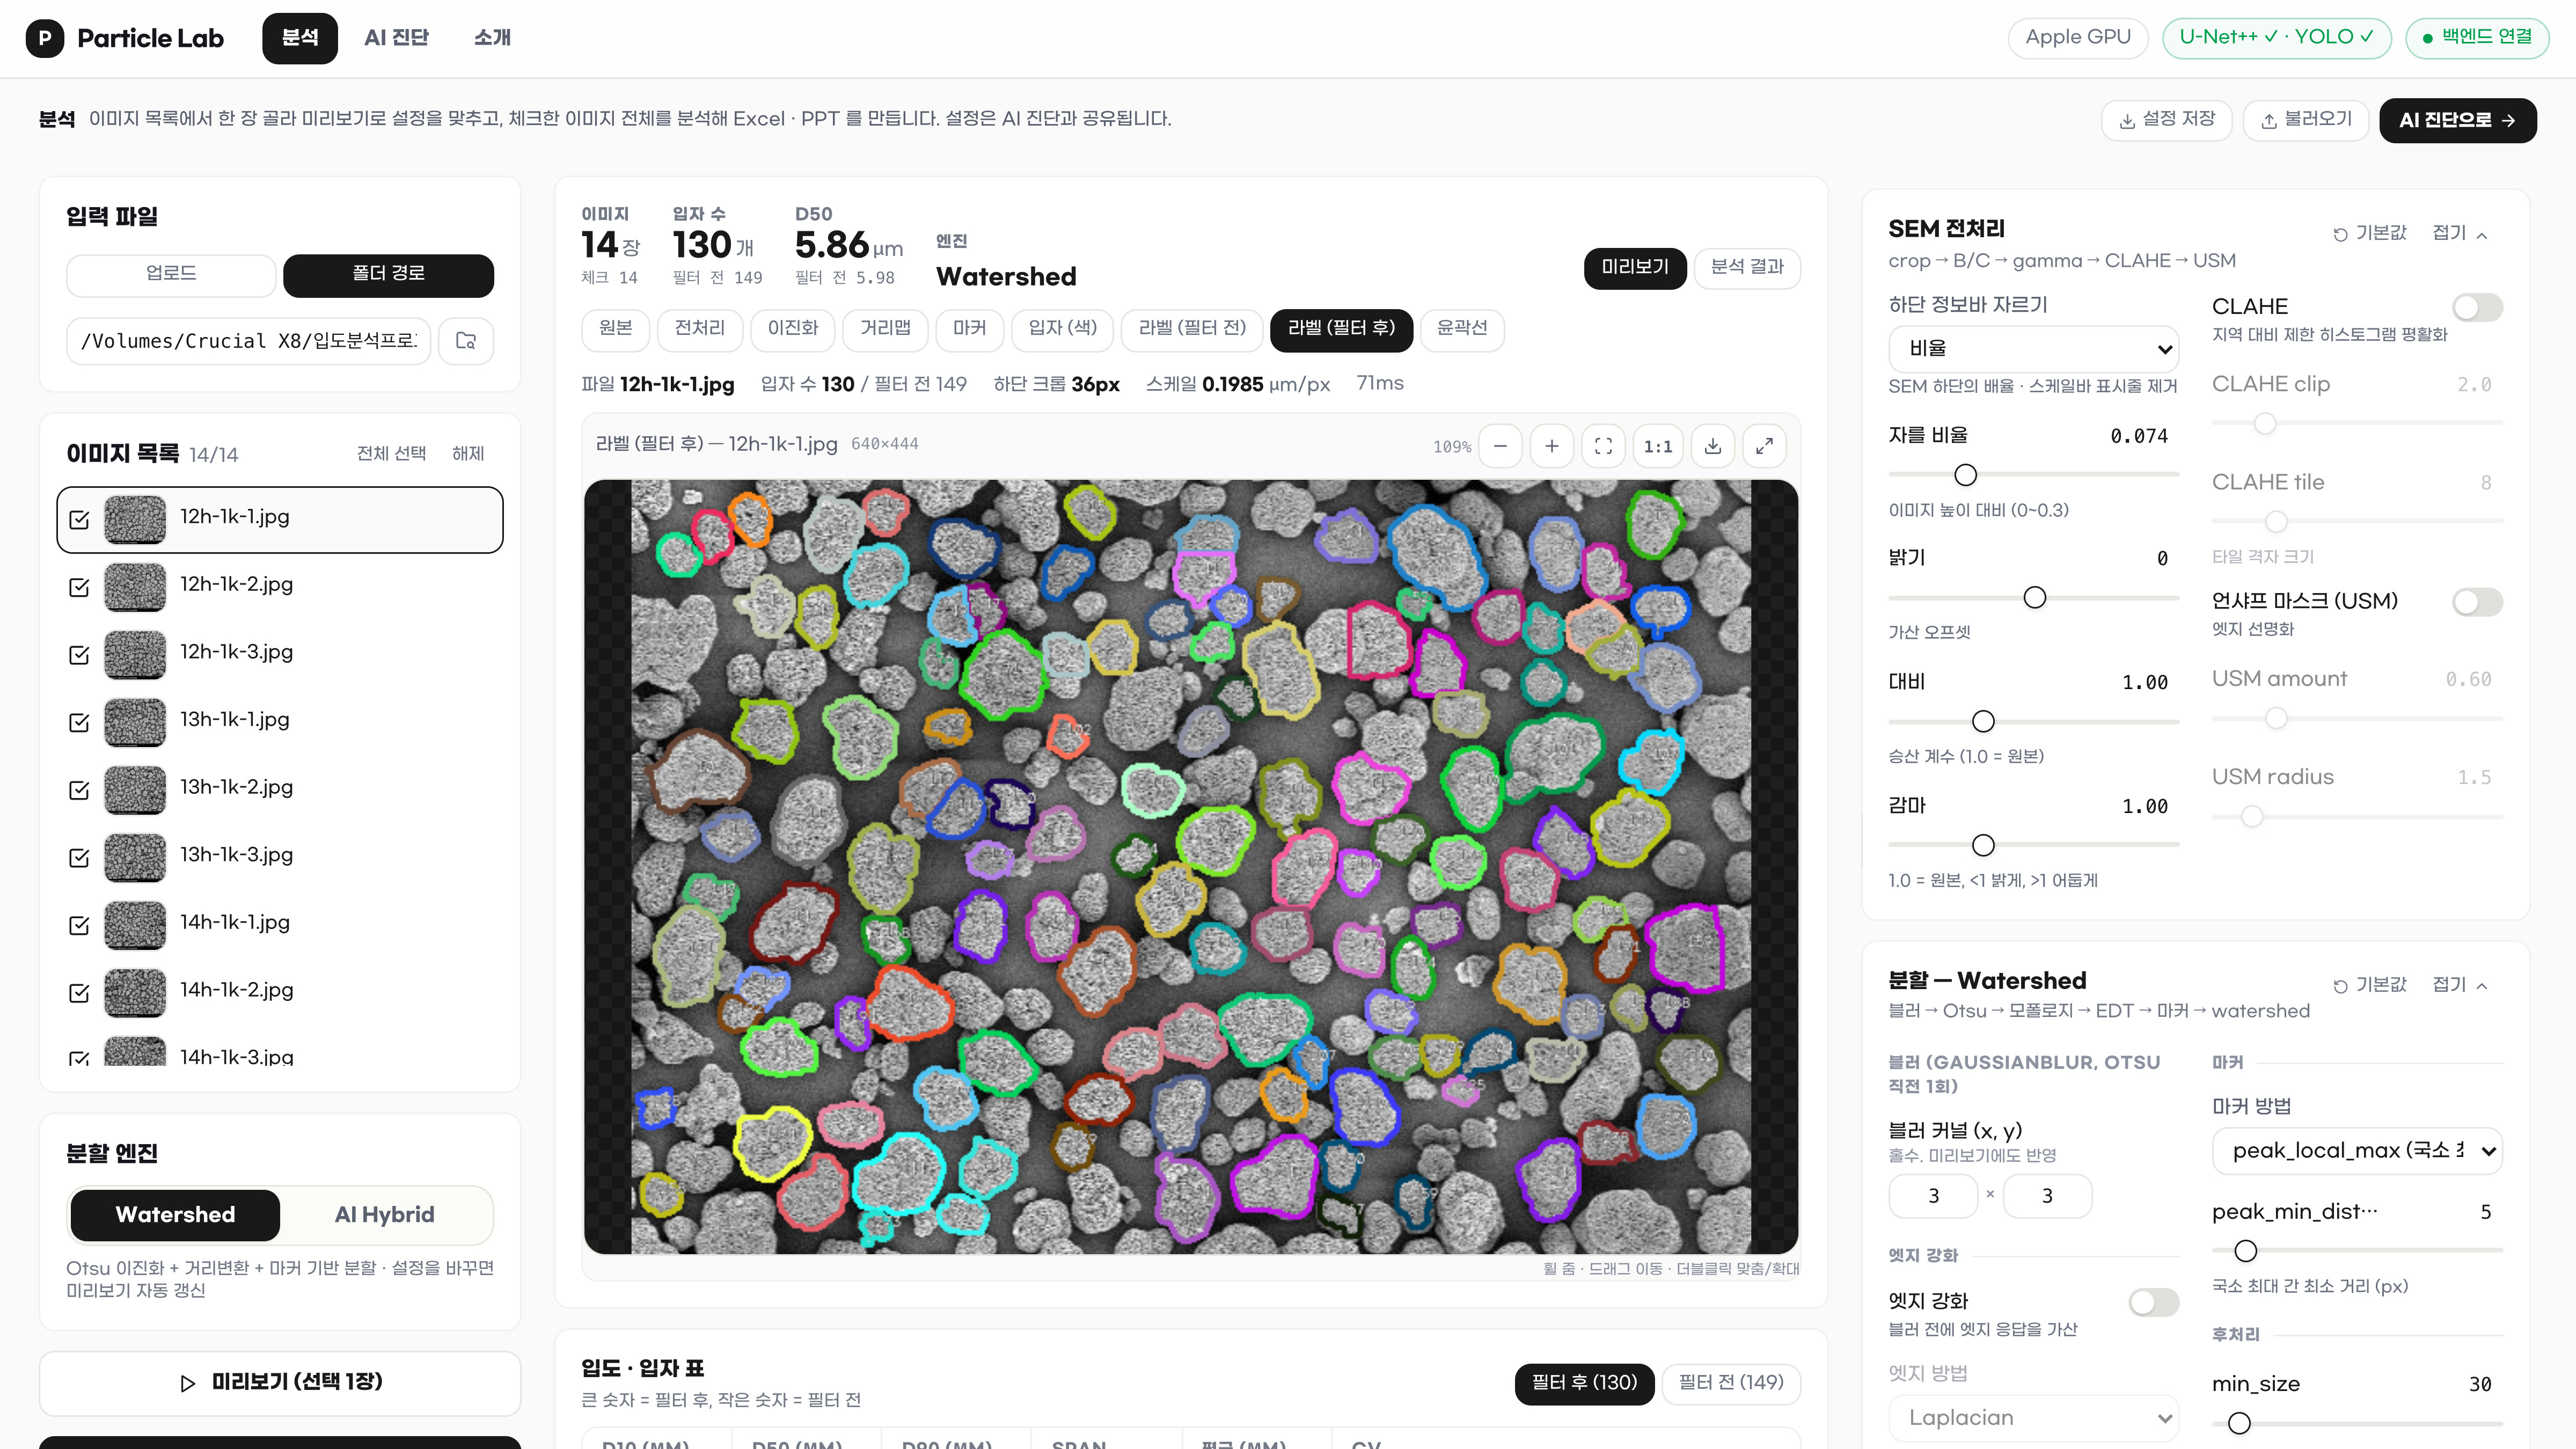 P Particle Lab 분석 AI 진단 소개 Apple GPU U-Net++ ✓ · YOLO ✓ 백엔드 연결
분석 이미지 목록에서 한 장 골라 미리보기로 설정을 맞추고, 체크한 이미지 전체를 분석해 Excel · PPT 를 만듭니다. 설정은 AI 진단과 공유됩니다.
설정 저장 불러오기 AI 진단으로 →
입력 파일
업로드 폴더 경로
/Volumes/Crucial X8/입도분석프로
이미지 목록 14/14 전체 선택 해제
12h-1k-1.jpg
12h-1k-2.jpg
12h-1k-3.jpg
13h-1k-1.jpg
13h-1k-2.jpg
13h-1k-3.jpg
14h-1k-1.jpg
14h-1k-2.jpg
14h-1k-3.jpg
분할 엔진
Watershed AI Hybrid
Otsu 이진화 + 거리변환 + 마커 기반 분할 · 설정을 바꾸면
미리보기 자동 갱신
미리보기 (선택 1장)
이미지 입자 수 D50
14장 130개 5.86µm 엔진
체크 14 필터 전 149 필터 전 5.98 Watershed
미리보기 분석 결과
원본 전처리 이진화 거리맵 마커 입자 (색) 라벨 (필터 전) 라벨 (필터 후) 윤곽선
파일 12h-1k-1.jpg 입자 수 130 / 필터 전 149 하단 크롭 36px 스케일 0.1985 µm/px 71ms
라벨 (필터 후) — 12h-1k-1.jpg 640×444 109% − + 1:1
휠 줌 · 드래그 이동 · 더블클릭 맞춤/확대
입도 · 입자 표
큰 숫자 = 필터 후, 작은 숫자 = 필터 전
필터 후 (130) 필터 전 (149)
D10 (µM) D50 (µM) D90 (µM) SPAN 평균 (µM) CV
SEM 전처리 기본값 접기
crop → B/C → gamma → CLAHE → USM
하단 정보바 자르기
비율
SEM 하단의 배율 · 스케일바 표시줄 제거
자를 비율 0.074
이미지 높이 대비 (0~0.3)
밝기 0
가산 오프셋
대비 1.00
승산 계수 (1.0 = 원본)
감마 1.00
1.0 = 원본, <1 밝게, >1 어둡게
CLAHE
지역 대비 제한 히스토그램 평활화
CLAHE clip 2.0
CLAHE tile 8
타일 격자 크기
언샤프 마스크 (USM)
엣지 선명화
USM amount 0.60
USM radius 1.5
분할 — Watershed 기본값 접기
블러 → Otsu → 모폴로지 → EDT → 마커 → watershed
블러 (GAUSSIANBLUR, OTSU
직전 1회)
블러 커널 (x, y)
홀수. 미리보기에도 반영
3 × 3
엣지 강화
엣지 강화
블러 전에 엣지 응답을 가산
엣지 방법
Laplacian
마커
마커 방법
peak_local_max (국소
peak_min_dist··· 5
국소 최대 간 최소 거리 (px)
후처리
min_size 30